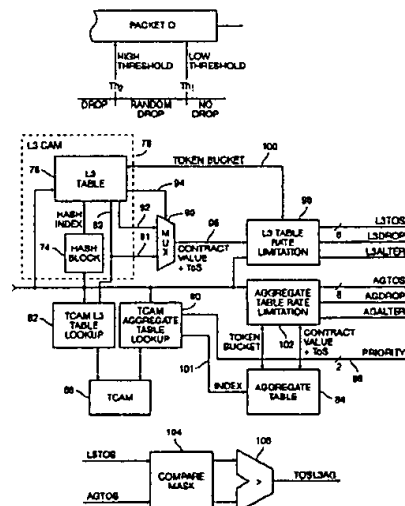 PACKET Q
HIGH THRESHOLD
LOW THRESHOLD
Th2
Th1
DROP
RANDOM DROP
NO DROP
L3 CAM
78
76
L3 TABLE
TOKEN BUCKET
100
94
HASH INDEX
83
92
90
91
MUX
96
CONTRACT VALUE + ToS
98
L3 TABLE RATE LIMITATION
6
L3TOS
L3DROP
L3ALTER
74
HASH BLOCK
82
TCAM L3 TABLE LOOKUP
80
TCAM AGGREGATE TABLE LOOKUP
AGGREGATE TABLE RATE LIMITATION
102
6
AGTOS
AGDROP
AGALTER
TOKEN BUCKET
CONTRACT VALUE + ToS
PRIORITY
2
TCAM
101
INDEX
AGGREGATE TABLE
84
104
L3TOS
AGTOS
COMPARE MASK
>
TOSL3AG